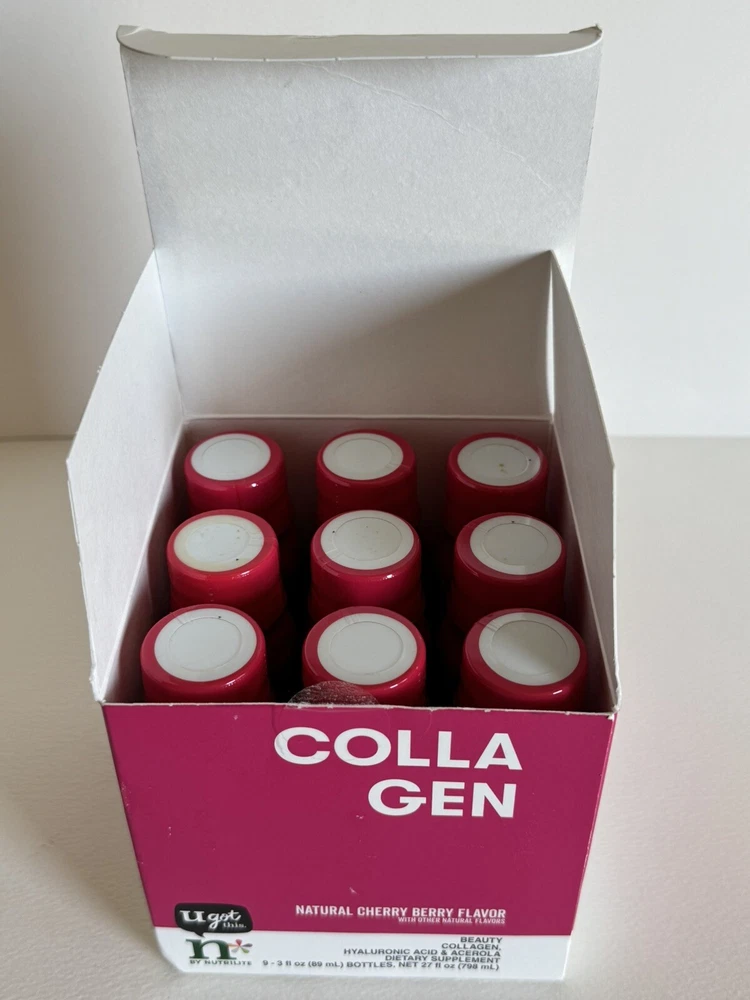 COLLA
GEN
NATURAL CHERRY BERRY FLAVOR
WITH OTHER NATURAL FLAVORS
u got
this.
n*
BY NUTRILITE
BEAUTY
COLLAGEN,
HYALURONIC ACID & ACEROLA
DIETARY SUPPLEMENT
9 - 3 fl oz (89 mL) BOTTLES, NET 27 fl oz (798 mL)